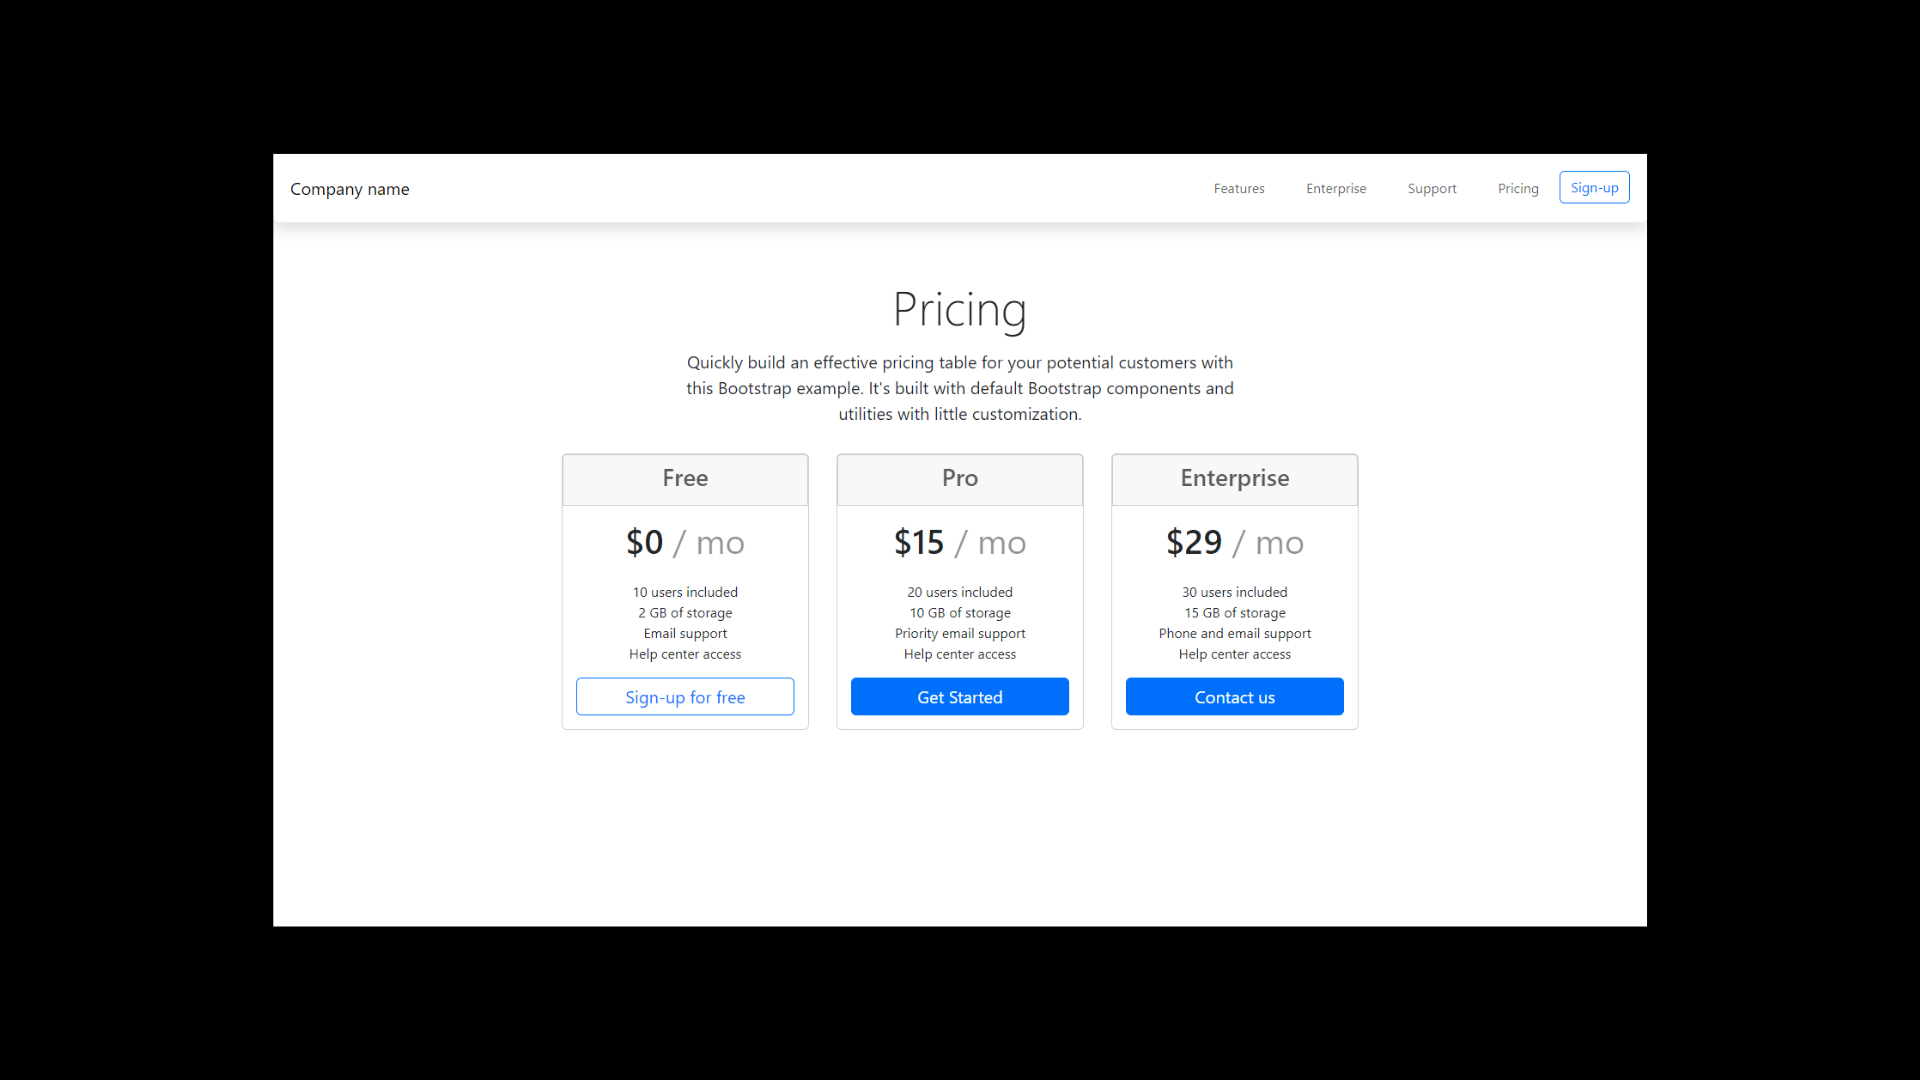 Company name
Features Enterprise Support Pricing Sign-up
Pricing
Quickly build an effective pricing table for your potential customers with
this Bootstrap example. It's built with default Bootstrap components and
utilities with little customization.
Free
$0 / mo
10 users included
2 GB of storage
Email support
Help center access
Sign-up for free
Pro
$15 / mo
20 users included
10 GB of storage
Priority email support
Help center access
Get Started
Enterprise
$29 / mo
30 users included
15 GB of storage
Phone and email support
Help center access
Contact us